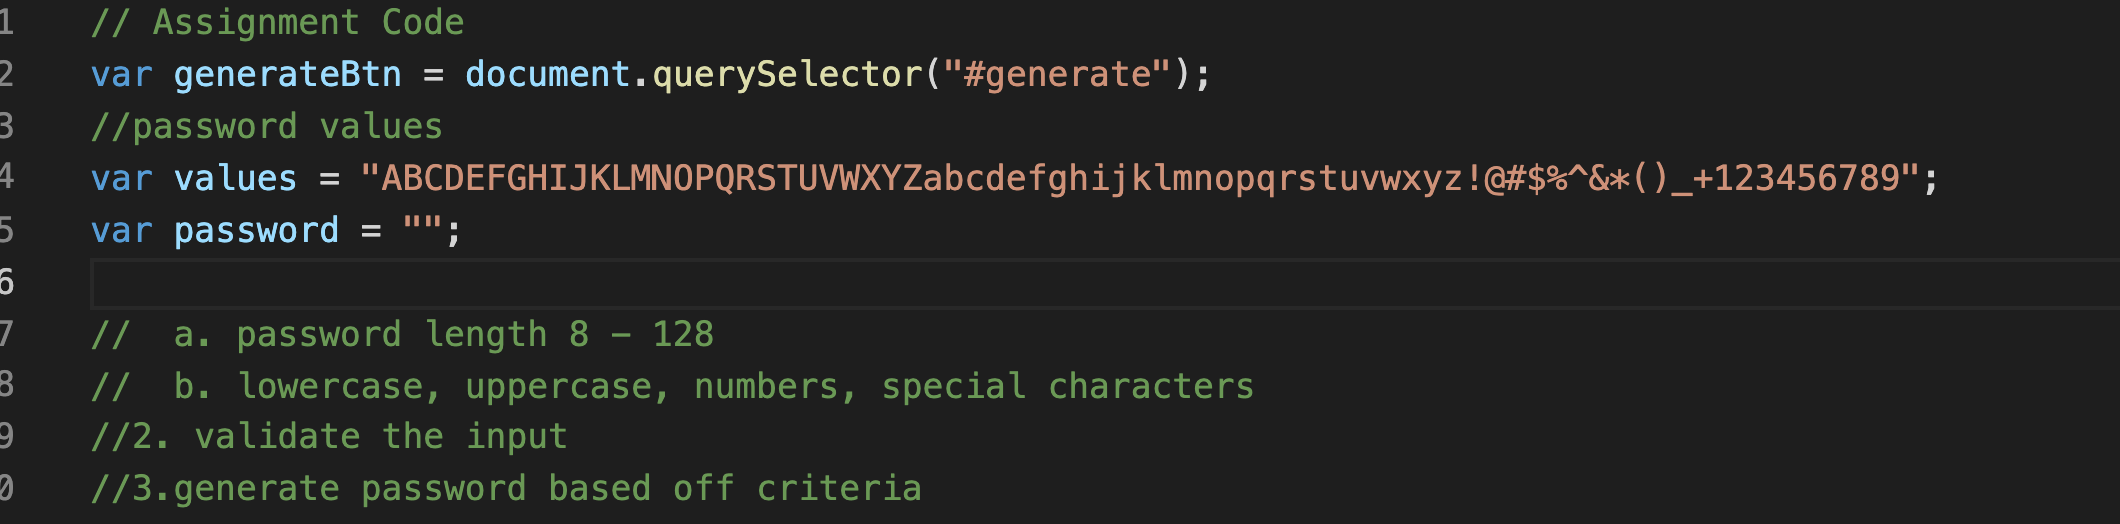 1 // Assignment Code
2 var generateBtn = document.querySelector("#generate");
3 //password values
4 var values = "ABCDEFGHIJKLMNOPQRSTUVWXYZabcdefghijklmnopqrstuvwxyz!@#$%^&*()_+123456789";
5 var password = "";
6
7 //  a. password length 8 - 128
8 //  b. lowercase, uppercase, numbers, special characters
9 //2. validate the input
0 //3.generate password based off criteria